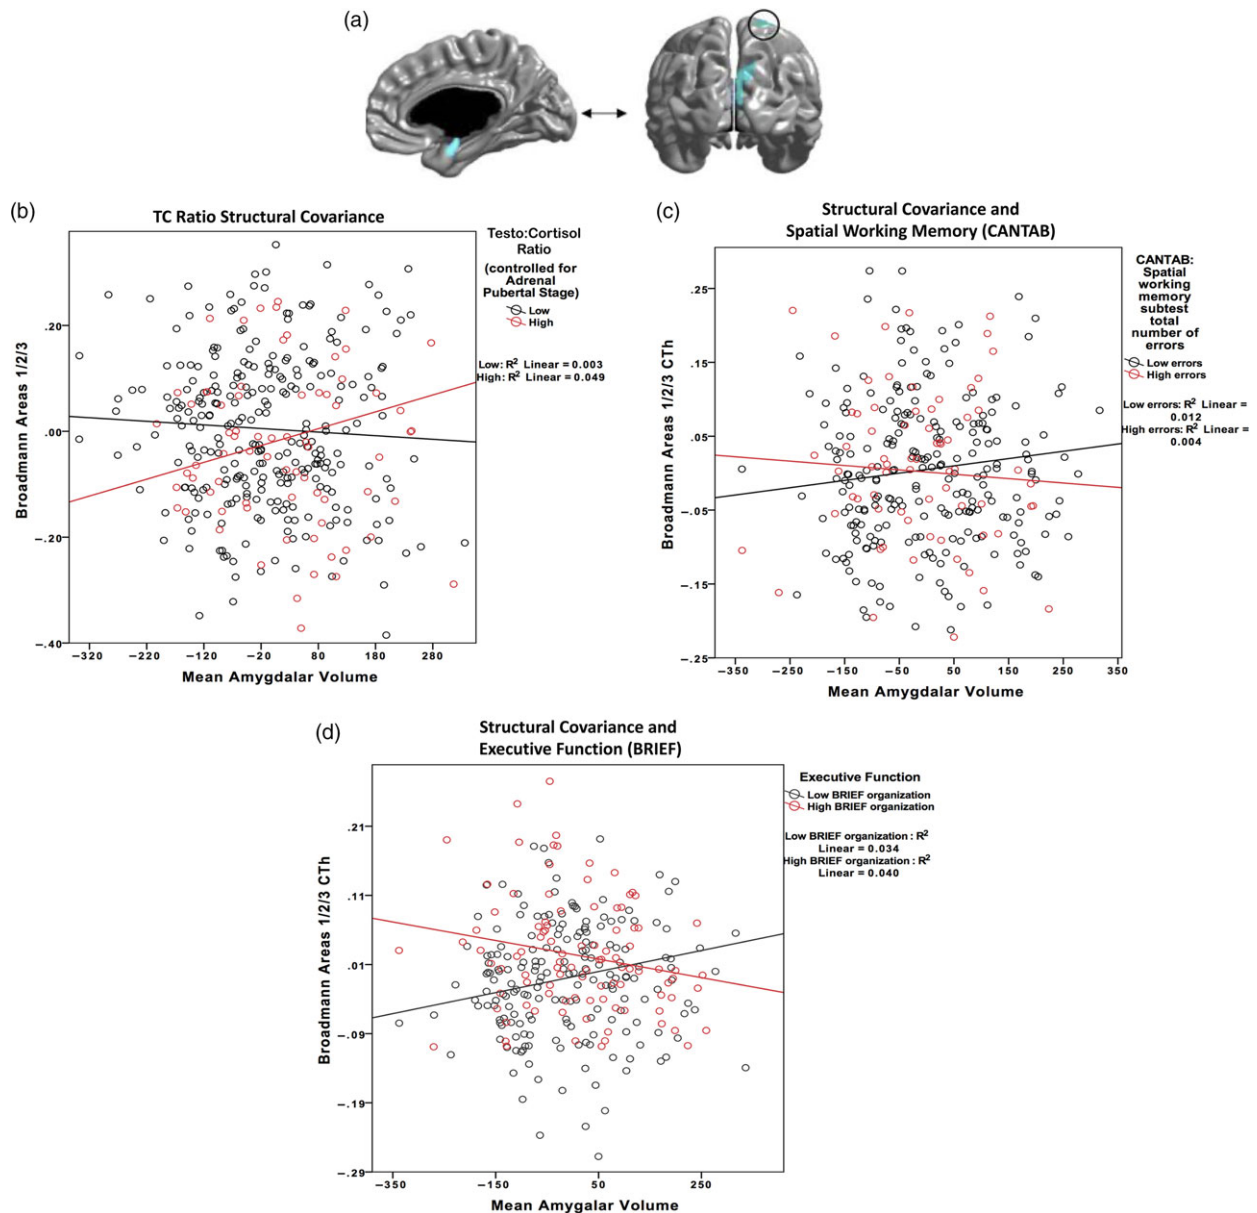 (a)
(b)
TC Ratio Structural Covariance
Testo:Cortisol
Ratio
(controlled for
Adrenal
Pubertal Stage)
Low
High
Low: R² Linear = 0.003
High: R² Linear = 0.049
Broadmann Areas 1/2/3
.20
.00
−.20
−.40
−320 −220 −120 −20 80 180 280
Mean Amygdalar Volume
(c)
Structural Covariance and
Spatial Working Memory (CANTAB)
CANTAB:
Spatial
working
memory
subtest
total
number of
errors
Low errors
High errors
Low errors: R² Linear =
0.012
High errors: R² Linear =
0.004
Broadmann Areas 1/2/3 CTh
.25
.15
.05
−.05
−.15
−.25
−350 −250 −150 −50 50 150 250 350
Mean Amygdalar Volume
(d)
Structural Covariance and
Executive Function (BRIEF)
Executive Function
Low BRIEF organization
High BRIEF organization
Low BRIEF organization : R²
Linear = 0.034
High BRIEF organization : R²
Linear = 0.040
Broadmann Areas 1/2/3 CTh
.21
.11
.01
−.09
−.19
−.29
−350 −150 50 250
Mean Amygalar Volume